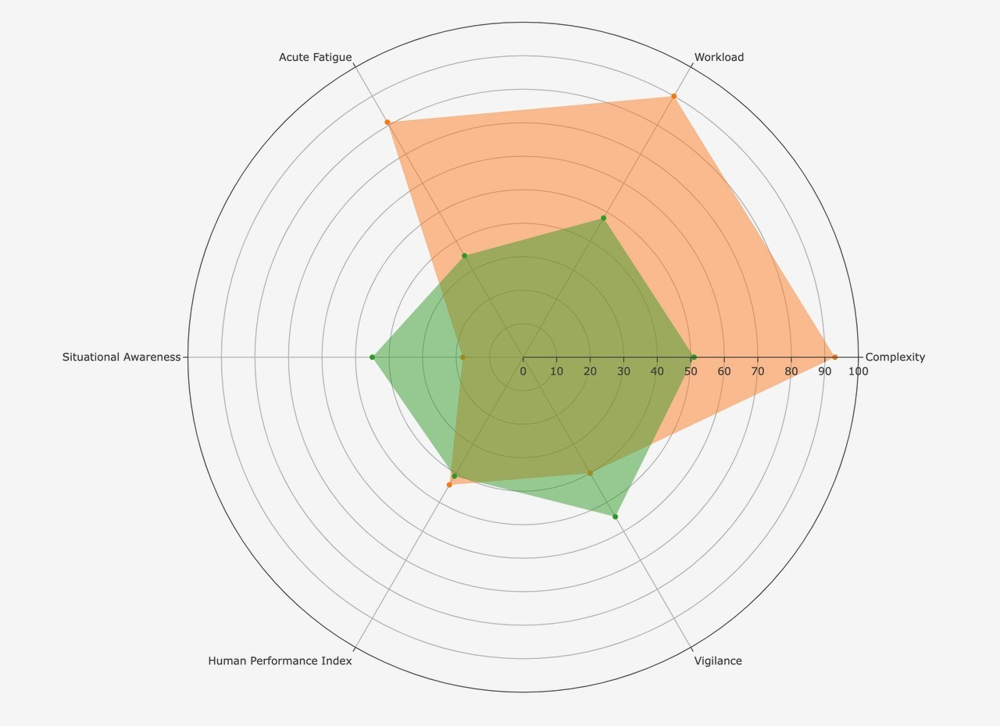 Acute Fatigue
Workload
Situational Awareness
Complexity
0 10 20 30 40 50 60 70 80 90 100
Human Performance Index
Vigilance